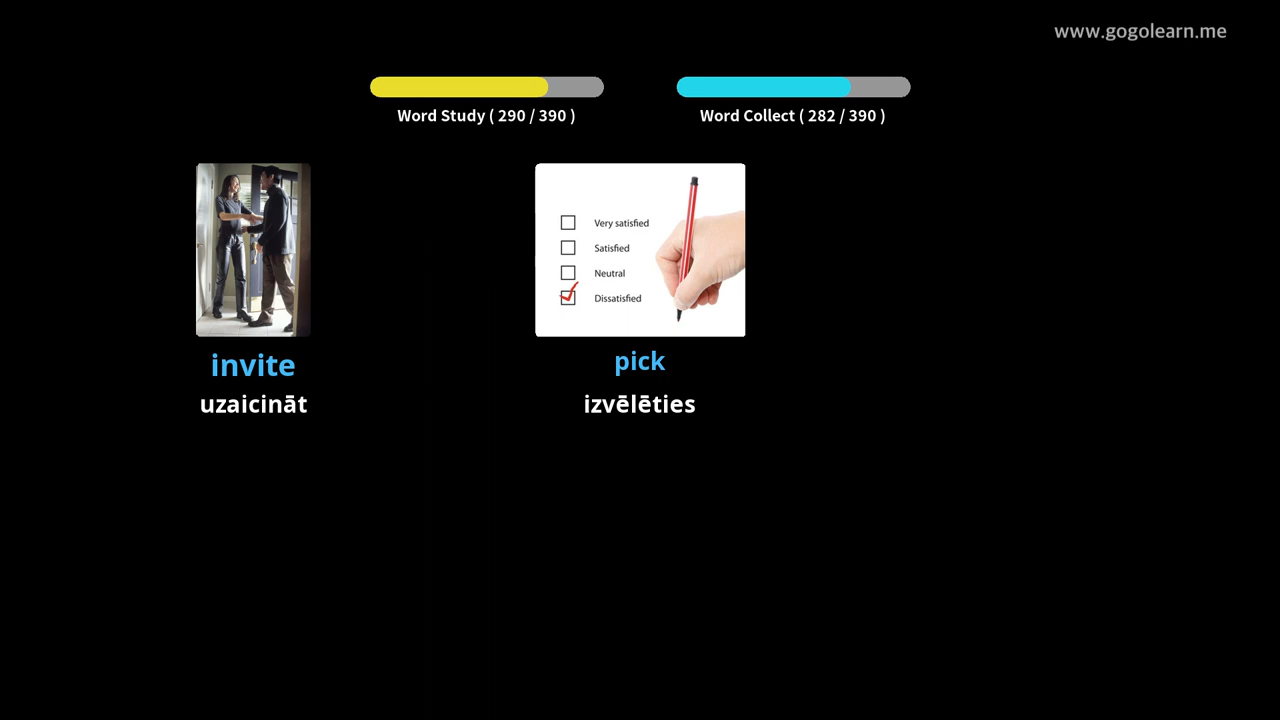 www.gogolearn.me
Word Study ( 290 / 390 )
Word Collect ( 282 / 390 )
Very satisfied
Satisfied
Neutral
Dissatisfied
invite
pick
uzaicināt
izvēlēties